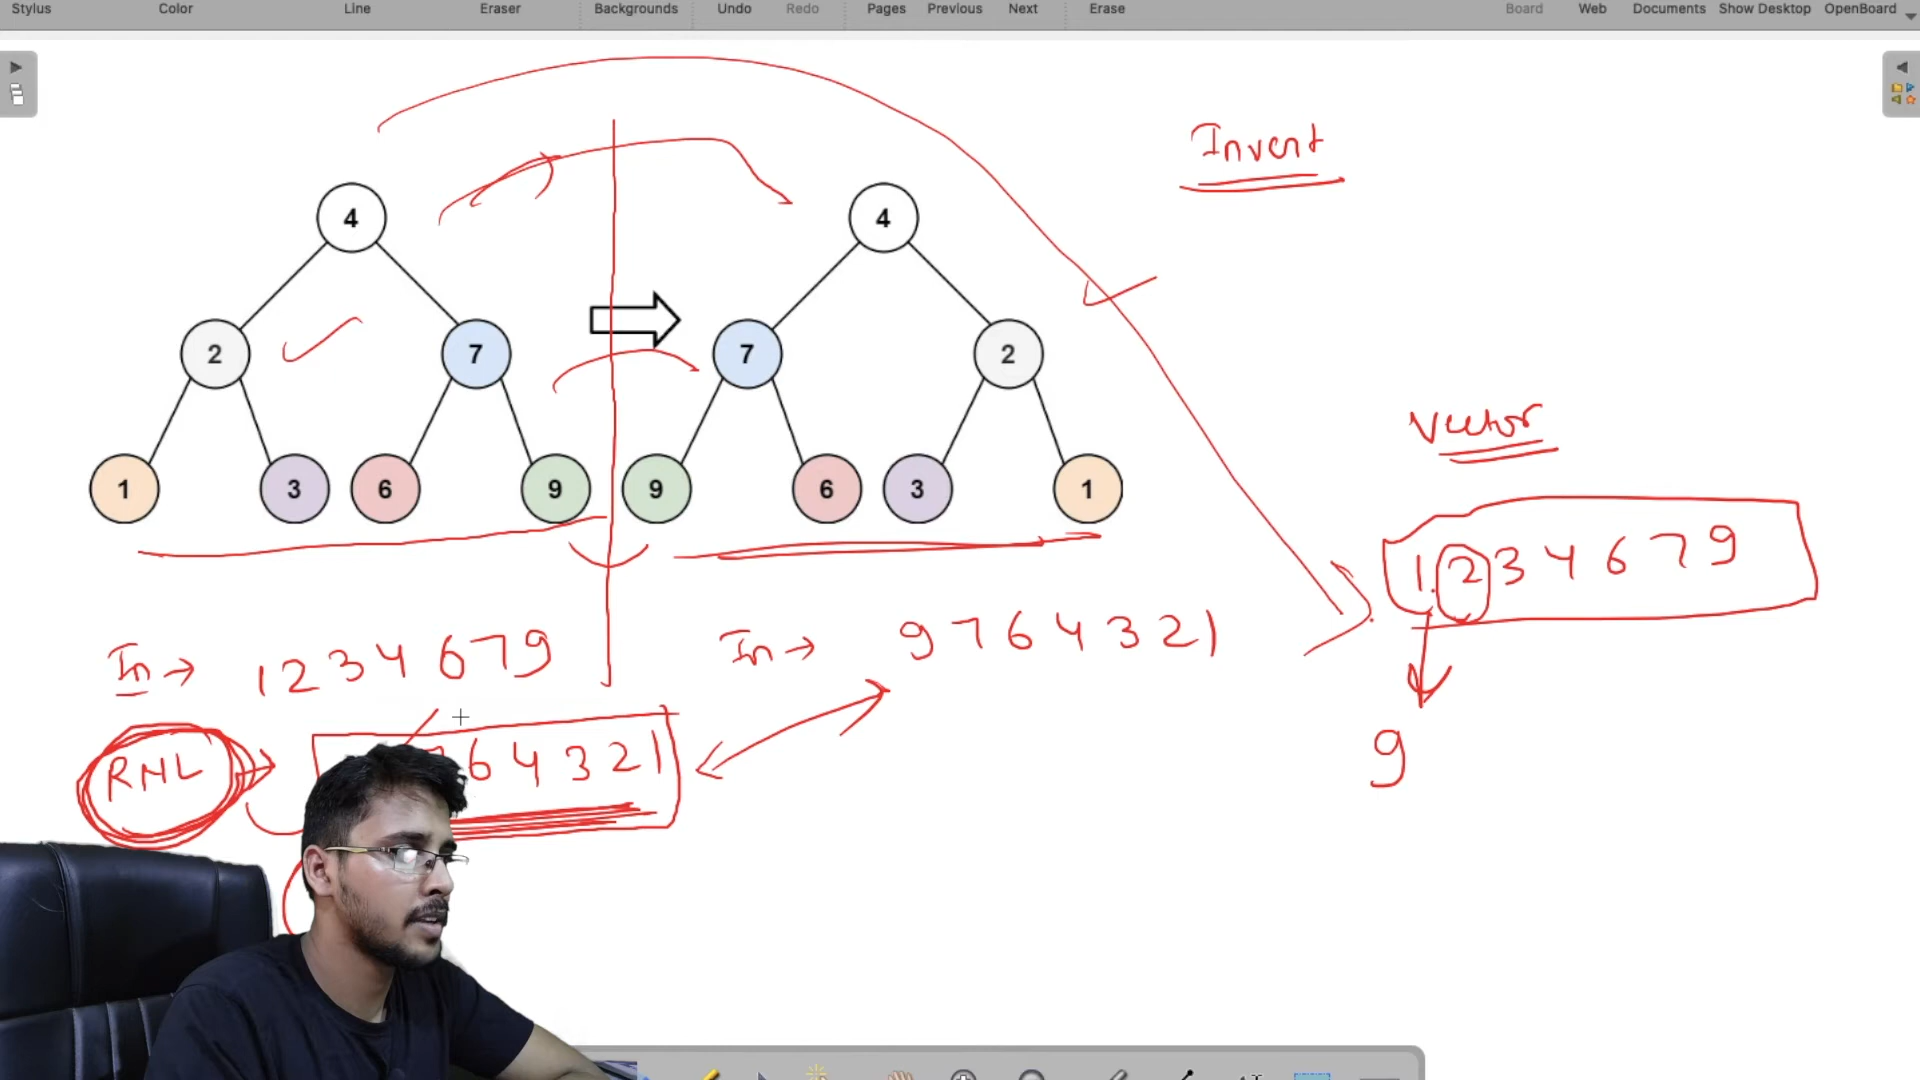 Stylus Color Line Eraser Backgrounds Undo Redo Pages Previous Next Erase Board Web Documents Show Desktop OpenBoard
Invert
4 4
2 7 7 2
1 3 6 9 9 6 3 1
Vector
1 2 3 4 6 7 9
In → 1 2 3 4 6 7 9
In → 9 7 6 4 3 2 1
RNL → 6 4 3 2 1
9